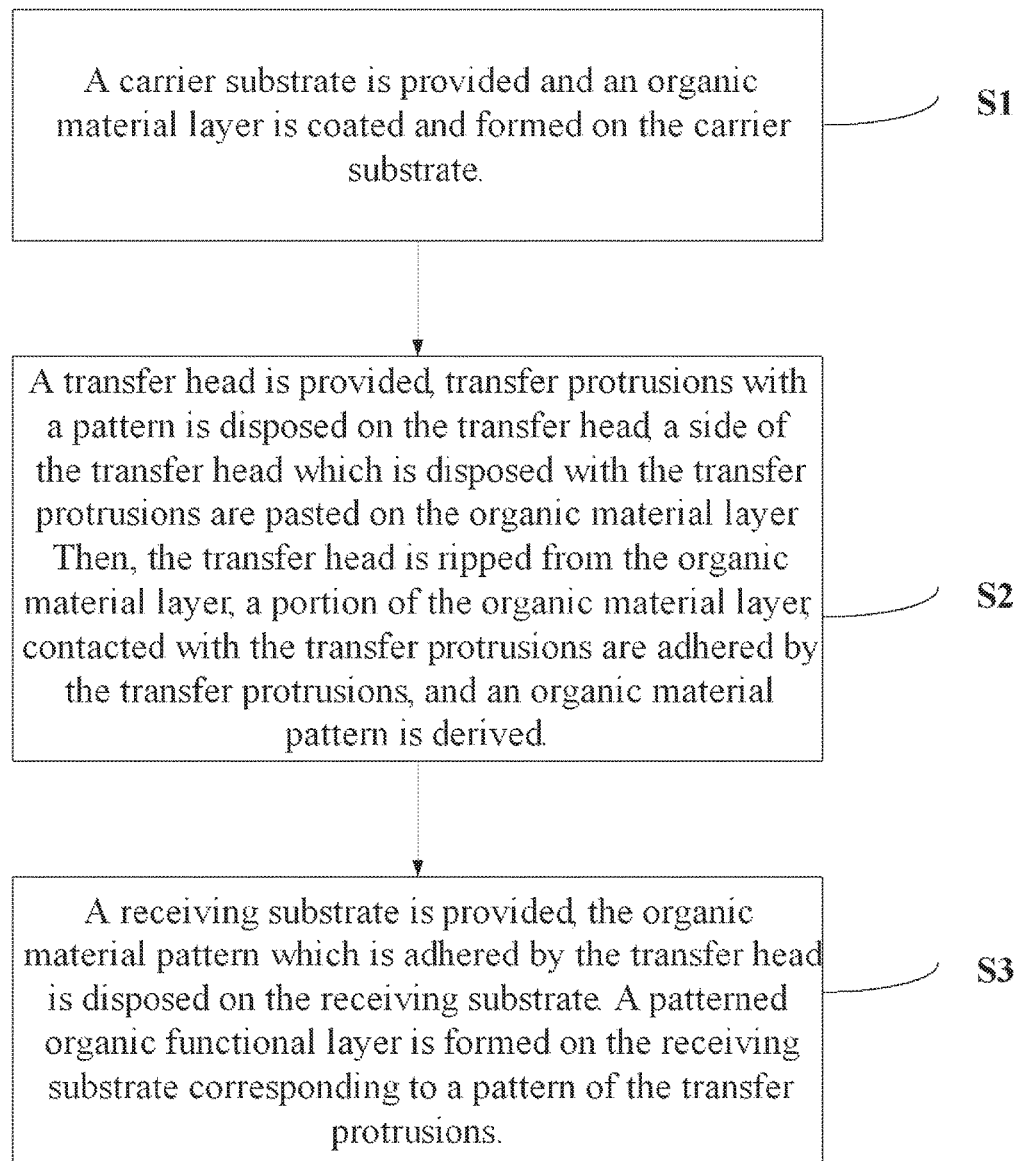 A carrier substrate is provided and an organic
material layer is coated and formed on the carrier
substrate.
S1
A transfer head is provided, transfer protrusions with
a pattern is disposed on the transfer head, a side of
the transfer head which is disposed with the transfer
protrusions are pasted on the organic material layer
Then, the transfer head is ripped from the organic
material layer, a portion of the organic material layer,
contacted with the transfer protrusions are adhered by
the transfer protrusions, and an organic material
pattern is derived.
S2
A receiving substrate is provided, the organic
material pattern which is adhered by the transfer head
is disposed on the receiving substrate. A patterned
organic functional layer is formed on the receiving
substrate corresponding to a pattern of the transfer
protrusions.
S3